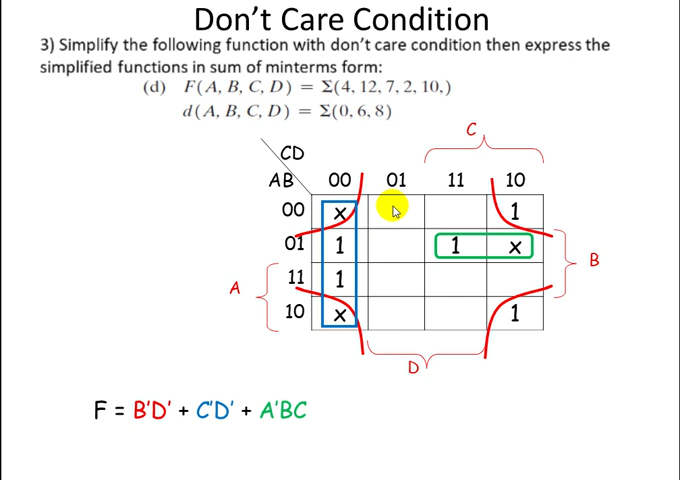 Don't Care Condition
3) Simplify the following function with don't care condition then express the
simplified functions in sum of minterms form:
(d) F(A, B, C, D) = Σ(4, 12, 7, 2, 10,)
d(A, B, C, D) = Σ(0, 6, 8)
C
CD
AB 00 01 11 10
00 x 1
01 1 1 x
B
11 1
A
10 x 1
D
F = B'D' + C'D' + A'BC